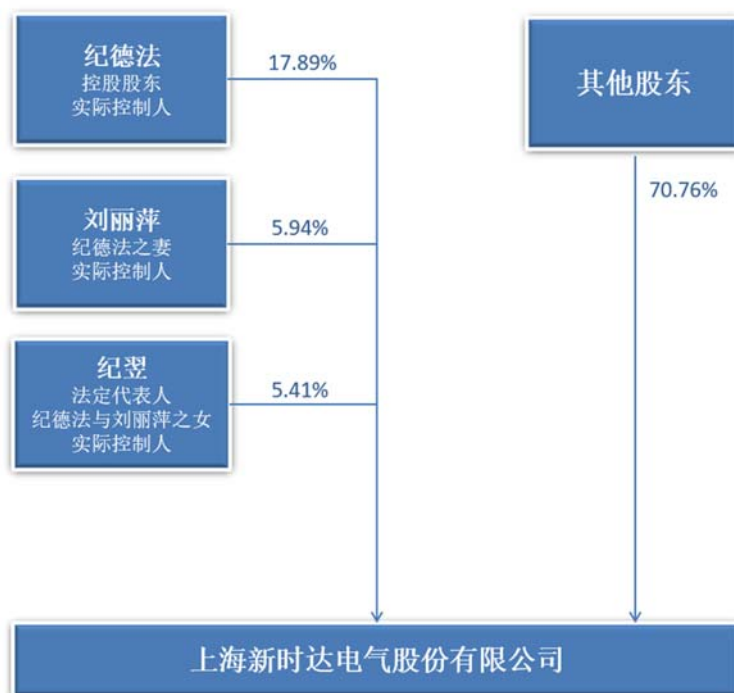 纪德法
控股股东
实际控制人
17.89%
其他股东
70.76%
刘丽萍
纪德法之妻
实际控制人
5.94%
纪翌
法定代表人
纪德法与刘丽萍之女
实际控制人
5.41%
上海新时达电气股份有限公司